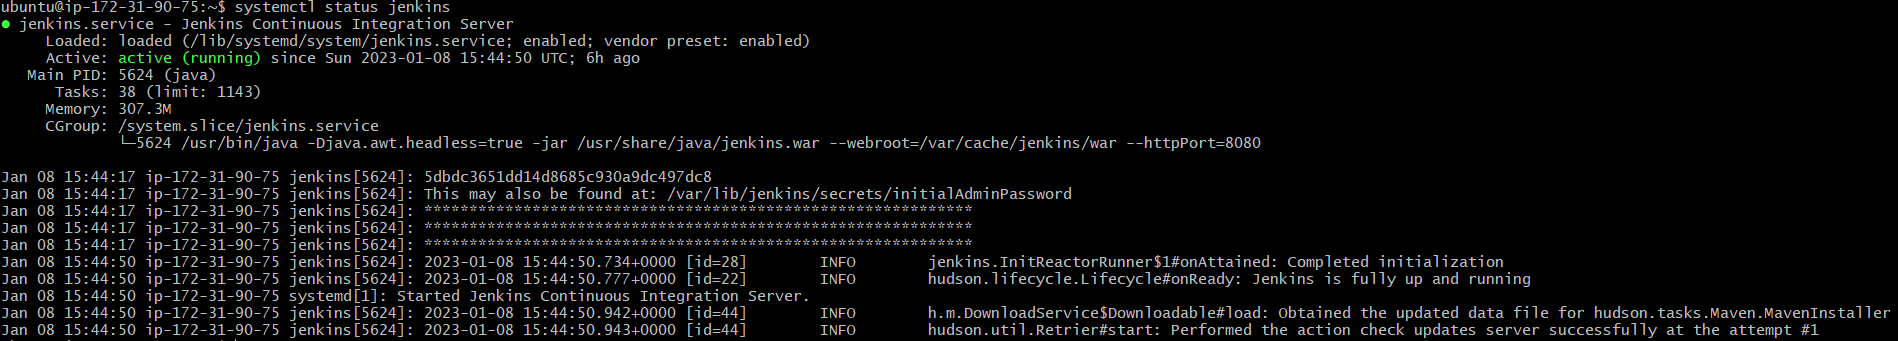 ubuntu@ip-172-31-90-75:~$ systemctl status jenkins
● jenkins.service - Jenkins Continuous Integration Server
     Loaded: loaded (/lib/systemd/system/jenkins.service; enabled; vendor preset: enabled)
     Active: active (running) since Sun 2023-01-08 15:44:50 UTC; 6h ago
   Main PID: 5624 (java)
      Tasks: 38 (limit: 1143)
     Memory: 307.3M
     CGroup: /system.slice/jenkins.service
             └─5624 /usr/bin/java -Djava.awt.headless=true -jar /usr/share/java/jenkins.war --webroot=/var/cache/jenkins/war --httpPort=8080
Jan 08 15:44:17 ip-172-31-90-75 jenkins[5624]: 5dbdc3651dd14d8685c930a9dc497dc8
Jan 08 15:44:17 ip-172-31-90-75 jenkins[5624]: This may also be found at: /var/lib/jenkins/secrets/initialAdminPassword
Jan 08 15:44:17 ip-172-31-90-75 jenkins[5624]: *************************************************************
Jan 08 15:44:17 ip-172-31-90-75 jenkins[5624]: *************************************************************
Jan 08 15:44:17 ip-172-31-90-75 jenkins[5624]: *************************************************************
Jan 08 15:44:50 ip-172-31-90-75 jenkins[5624]: 2023-01-08 15:44:50.734+0000 [id=28]        INFO        jenkins.InitReactorRunner$1#onAttained: Completed initialization
Jan 08 15:44:50 ip-172-31-90-75 jenkins[5624]: 2023-01-08 15:44:50.777+0000 [id=22]        INFO        hudson.lifecycle.Lifecycle#onReady: Jenkins is fully up and running
Jan 08 15:44:50 ip-172-31-90-75 systemd[1]: Started Jenkins Continuous Integration Server.
Jan 08 15:44:50 ip-172-31-90-75 jenkins[5624]: 2023-01-08 15:44:50.942+0000 [id=44]        INFO        h.m.DownloadService$Downloadable#load: Obtained the updated data file for hudson.tasks.Maven.MavenInstaller
Jan 08 15:44:50 ip-172-31-90-75 jenkins[5624]: 2023-01-08 15:44:50.943+0000 [id=44]        INFO        hudson.util.Retrier#start: Performed the action check updates server successfully at the attempt #1